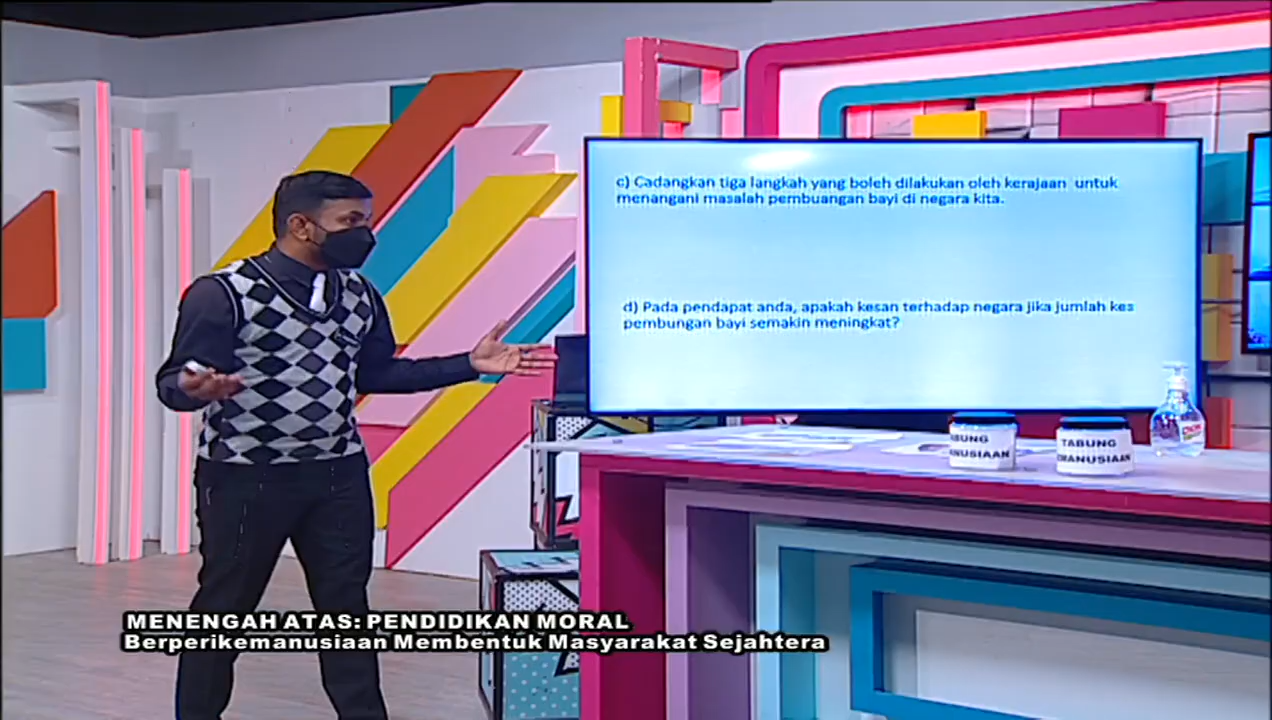 c) Cadangkan tiga langkah yang boleh dilakukan oleh kerajaan untuk
menangani masalah pembuangan bayi di negara kita.
d) Pada pendapat anda, apakah kesan terhadap negara jika jumlah kes
pembungan bayi semakin meningkat?
TABUNG
TABUNG
MENENGAH ATAS: PENDIDIKAN MORAL
Berperikemanusiaan Membentuk Masyarakat Sejahtera